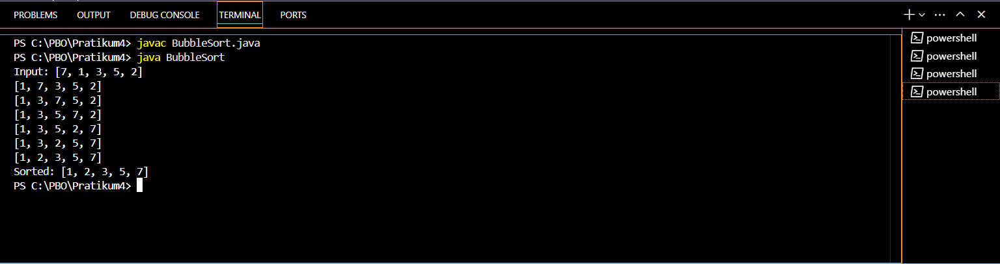 PROBLEMS OUTPUT DEBUG CONSOLE TERMINAL PORTS
PS C:\PBO\Pratikum4> javac BubbleSort.java
PS C:\PBO\Pratikum4> java BubbleSort
Input: [7, 1, 3, 5, 2]
[1, 7, 3, 5, 2]
[1, 3, 7, 5, 2]
[1, 3, 5, 7, 2]
[1, 3, 5, 2, 7]
[1, 3, 2, 5, 7]
[1, 2, 3, 5, 7]
Sorted: [1, 2, 3, 5, 7]
PS C:\PBO\Pratikum4>
powershell
powershell
powershell
powershell